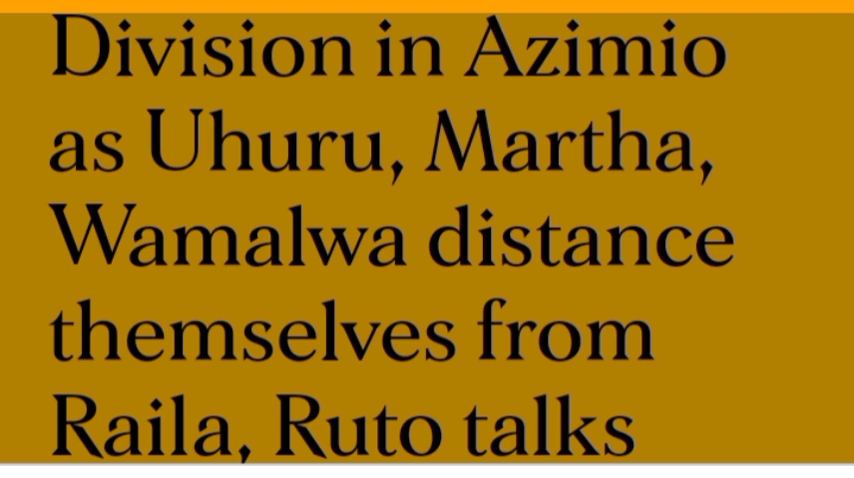 Division in Azimio
as Uhuru, Martha,
Wamalwa distance
themselves from
Raila, Ruto talks